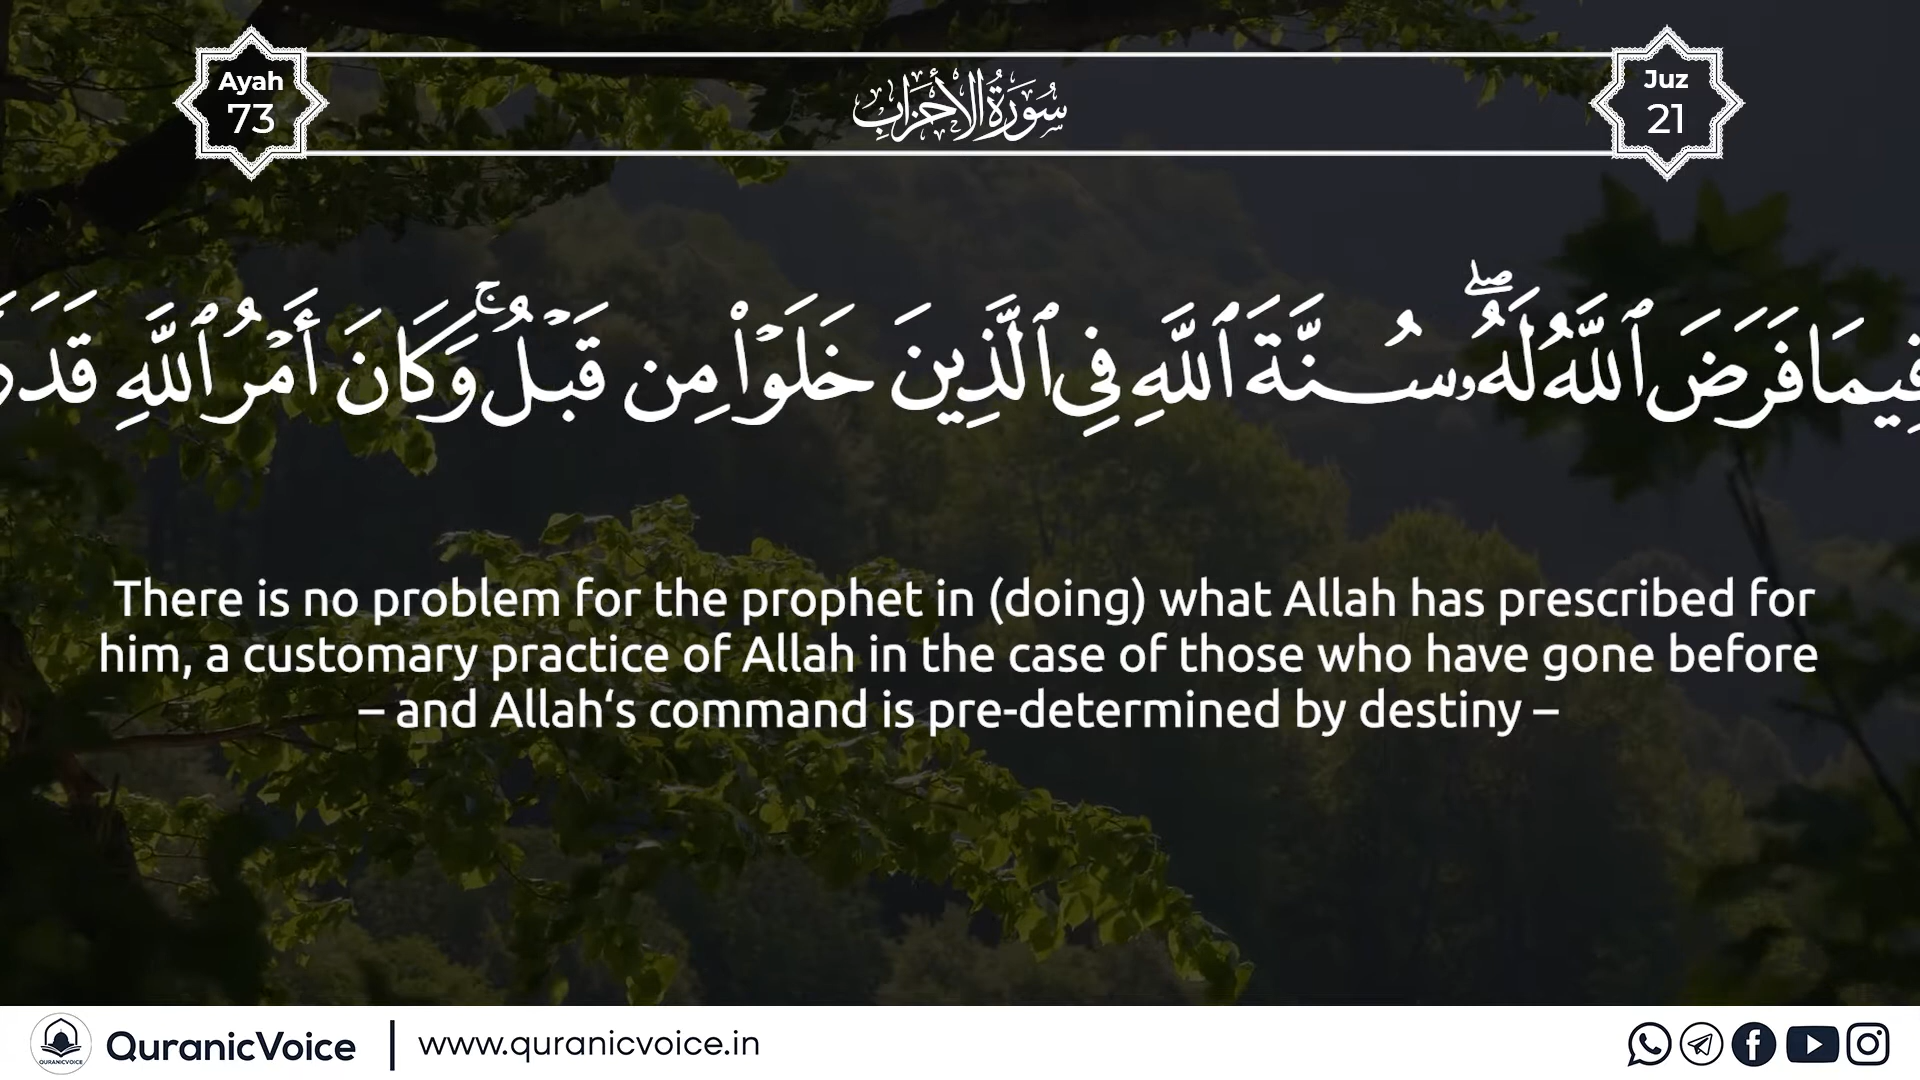 Ayah
73
سُورَةُ الأَحْزَابِ
Juz
21
فِيمَا فَرَضَ ٱللَّهُ لَهُۥۖ سُنَّةَ ٱللَّهِ فِى ٱلَّذِينَ خَلَوْا۟ مِن قَبْلُۚ وَكَانَ أَمْرُ ٱللَّهِ
There is no problem for the prophet in (doing) what Allah has prescribed for
him, a customary practice of Allah in the case of those who have gone before
– and Allah‘s command is pre-determined by destiny –
QURANICVOICE
QuranicVoice | www.quranicvoice.in